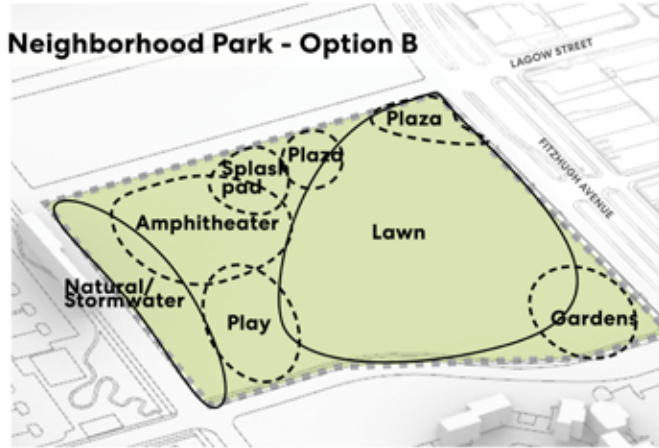 Neighborhood Park - Option B
LAGOW STREET
FITZHUGH AVENUE
Plaza
Plaza
Splash
pad
Amphitheater
Lawn
Natural/
Stormwater
Play
Gardens